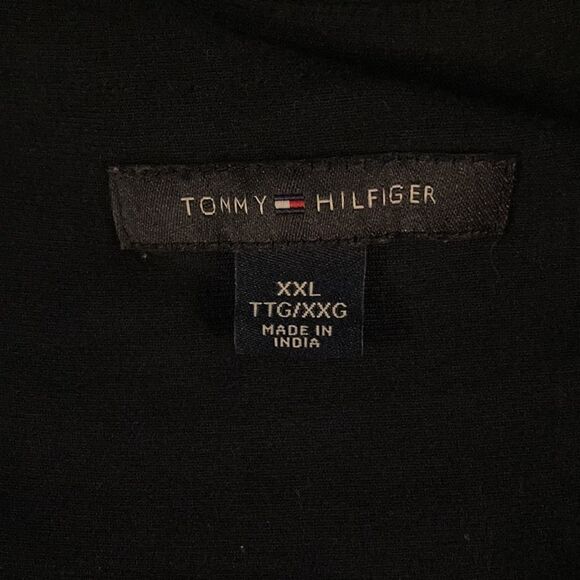 TOMMY HILFIGER
XXL
TTG/XXG
MADE IN
INDIA